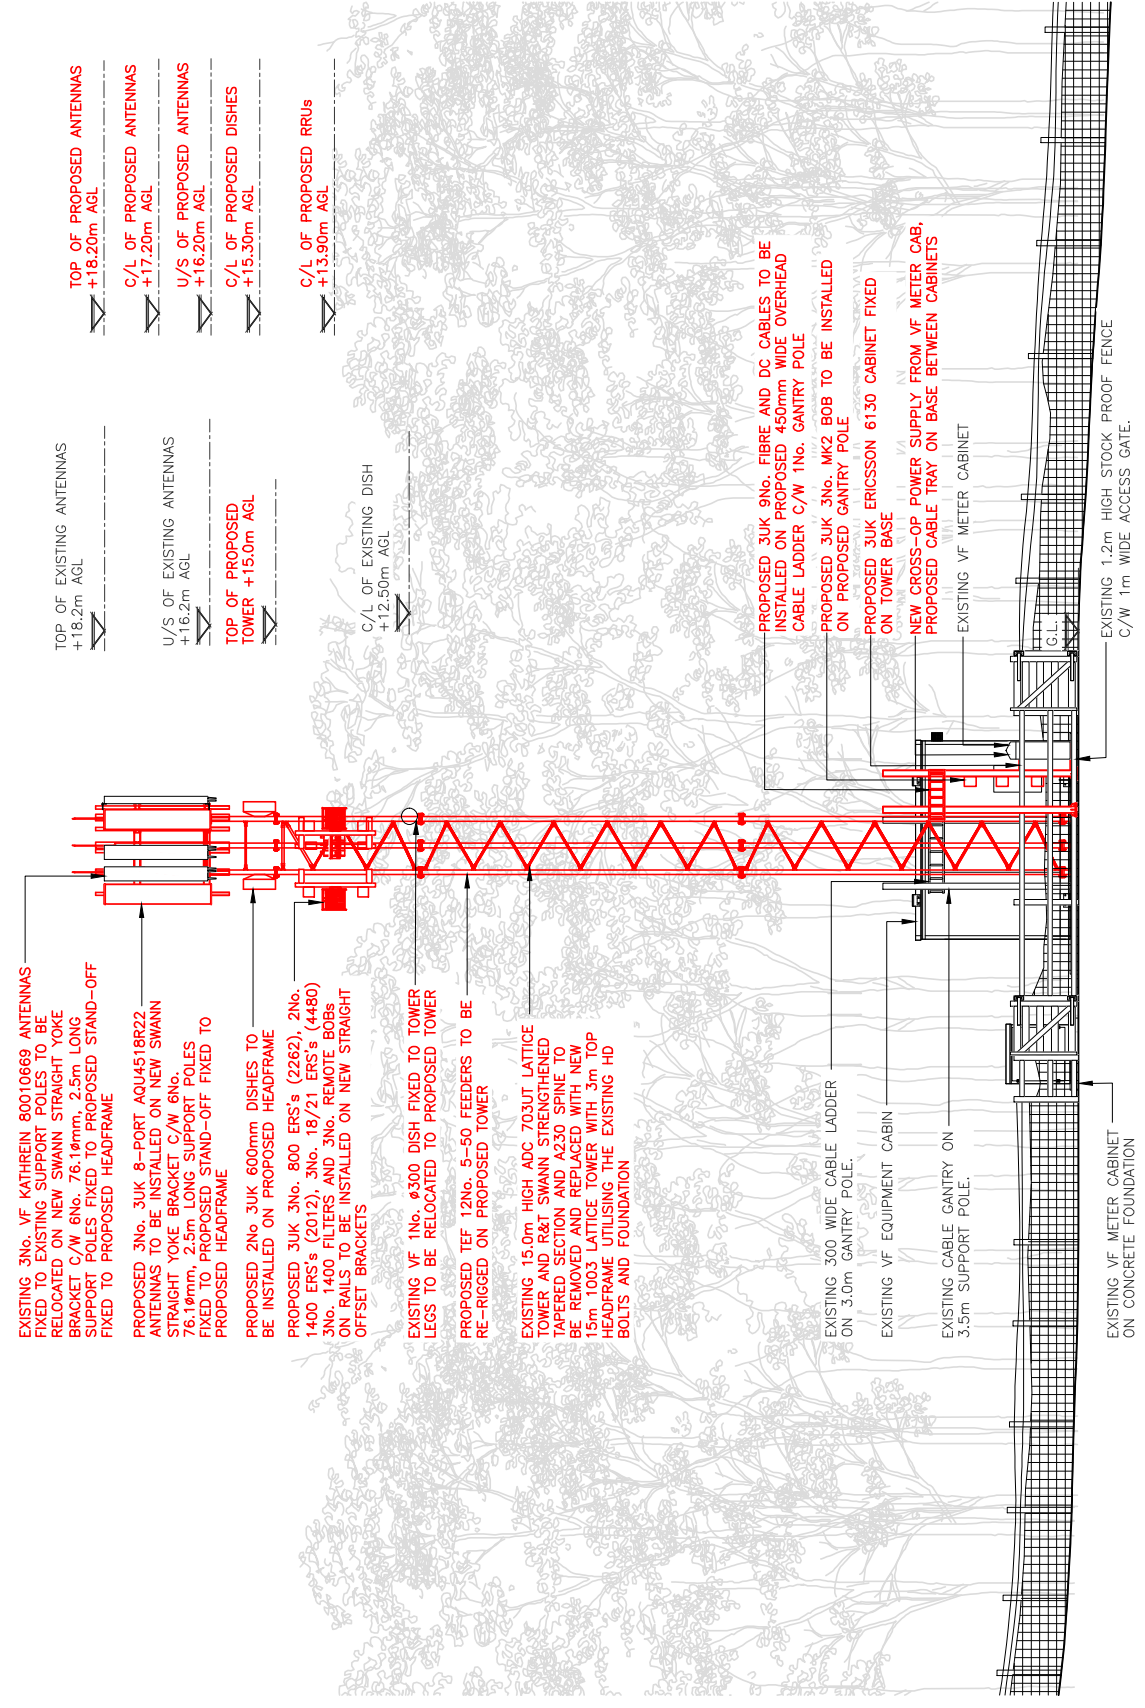 EXISTING 3No. VF KATHREIN 80010669 ANTENNAS
FIXED TO EXISTING SUPPORT POLES TO BE
RELOCATED ON NEW SWANN STRAIGHT YOKE
BRACKET C/W 6No. 76.1ømm, 2.5m LONG
SUPPORT POLES FIXED TO PROPOSED STAND-OFF
FIXED TO PROPOSED HEADFRAME
PROPOSED 3No. 3UK 8-PORT AQU4518R22
ANTENNAS TO BE INSTALLED ON NEW SWANN
STRAIGHT YOKE BRACKET C/W 6No.
76.1ømm, 2.5m LONG SUPPORT POLES
FIXED TO PROPOSED STAND-OFF FIXED TO
PROPOSED HEADFRAME
PROPOSED 2No 3UK 600mm DISHES TO
BE INSTALLED ON PROPOSED HEADFRAME
PROPOSED 3UK 3No. 800 ERS's (2262), 2No.
1400 ERS's (2012), 3No. 18/21 ERS's (4480)
3No. 1400 FILTERS AND 3No. REMOTE BOBs
ON RAILS TO BE INSTALLED ON NEW STRAIGHT
OFFSET BRACKETS
EXISTING VF 1No. ø300 DISH FIXED TO TOWER
LEGS TO BE RELOCATED TO PROPOSED TOWER
PROPOSED TEF 12No. 5-50 FEEDERS TO BE
RE-RIGGED ON PROPOSED TOWER
EXISTING 15.0m HIGH ADC 703UT LATTICE
TOWER AND R&T SWANN STRENGTHENED
TAPERED SECTION AND A230 SPINE TO
BE REMOVED AND REPLACED WITH NEW
15m 1003 LATTICE TOWER WITH 3m TOP
HEADFRAME UTILISING THE EXISTING HD
BOLTS AND FOUNDATION
EXISTING 300 WIDE CABLE LADDER
ON 3.0m GANTRY POLE.
EXISTING VF EQUIPMENT CABIN
EXISTING CABLE GANTRY ON
3.5m SUPPORT PULE.
EXISTING VF METER CABINET
ON CONCRETE FOUNDATION
TOP OF EXISTING ANTENNAS
+18.2m AGL
U/S OF EXISTING ANTENNAS
+16.2m AGL
TOP OF PROPOSED
TOWER +15.0m AGL
C/L OF EXISTING DISH
+12.50m AGL
PROPOSED 3UK 9No. FIBRE AND DC CABLES TO BE
INSTALLED ON PROPOSED 450mm WIDE OVERHEAD
CABLE LADDER C/W 1No. GANTRY POLE
PROPOSED 3UK 3No. MK2 BOB TO BE INSTALLED
ON PROPOSED GANTRY POLE
PROPOSED 3UK ERICSSON 6130 CABINET FIXED
ON TOWER BASE
NEW CROSS-OP POWER SUPPLY FROM VF METER CAB,
PROPOSED CABLE TRAY ON BASE BETWEEN CABINETS
EXISTING VF METER CABINET
G.L.
EXISTING 1.2m HIGH STOCK PROOF FENCE
C/W 1m WIDE ACCESS GATE.
TOP OF PROPOSED ANTENNAS
+18.20m AGL
C/L OF PROPOSED ANTENNAS
+17.20m AGL
U/S OF PROPOSED ANTENNAS
+16.20m AGL
C/L OF PROPOSED DISHES
+15.30m AGL
C/L OF PROPOSED RRUs
+13.90m AGL